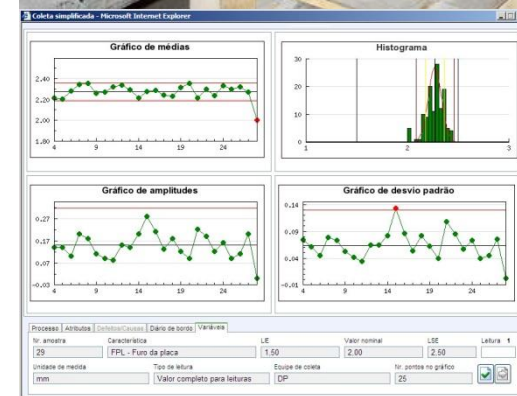 Coleta simplificada - Microsoft Internet Explorer
Gráfico de médias
2.40
2.20
2.00
1.80
4 9 14 19 24
Histograma
30
20
10
0
1 2 3
Gráfico de amplitudes
0.27
0.17
0.07
-0.03
4 9 14 19 24
Gráfico de desvio padrão
0.14
0.09
0.04
-0.01
4 9 14 19 24
Processo Atributos Defeitos/Causas Diário de bordo Variáveis
Nr. amostra Característica LIE Valor nominal LSE Leitura 1
29 FPL - Furo da placa 1.50 2.00 2.50
Unidade de medida Tipo de leitura Equipe de coleta Nr. pontos no gráfico
mm Valor completo para leituras DP 25